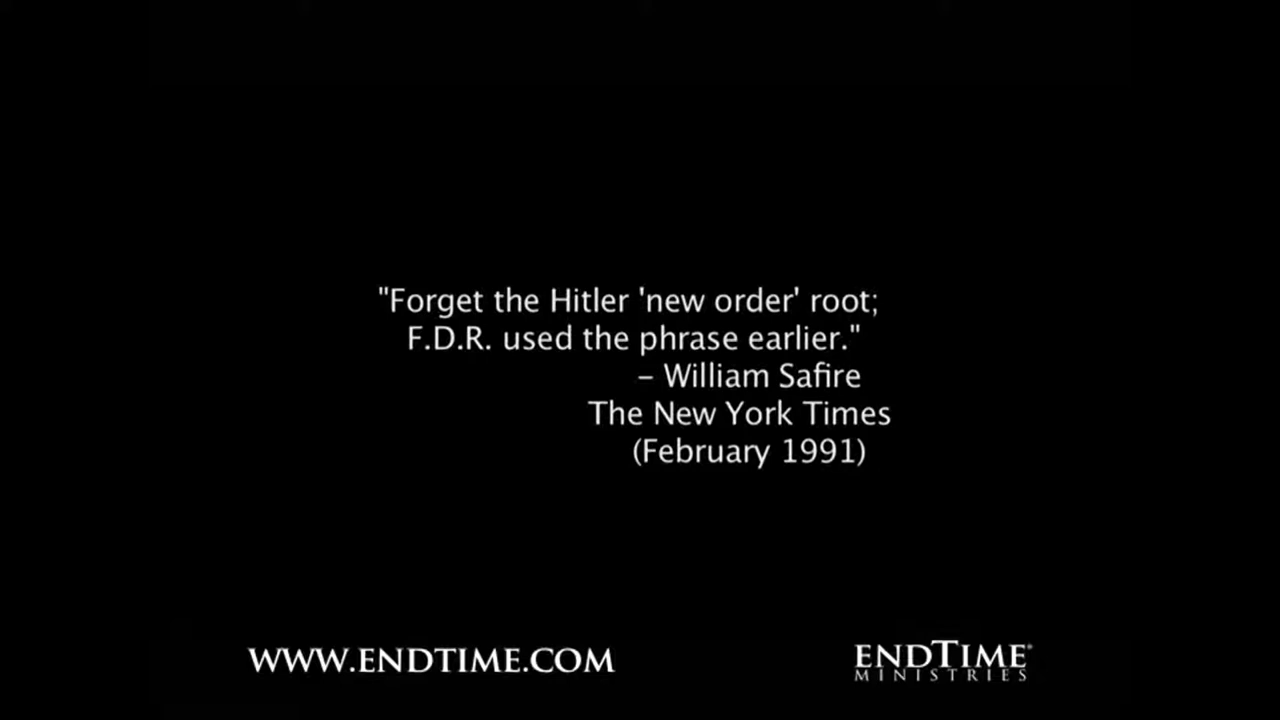 "Forget the Hitler 'new order' root;
F.D.R. used the phrase earlier."
– William Safire
The New York Times
(February 1991)
WWW.ENDTIME.COM
ENDTIME®
MINISTRIES